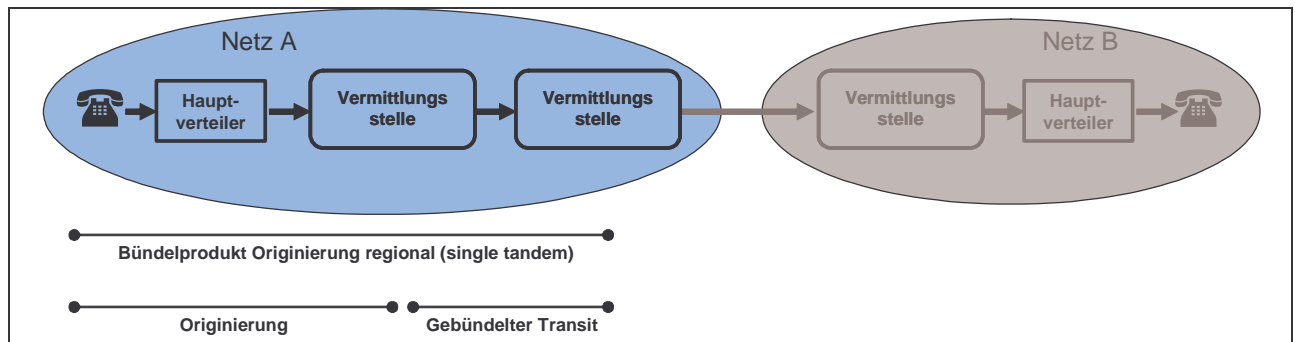 Netz A
Netz B
Haupt-
verteiler
Vermittlungs
stelle
Vermittlungs
stelle
Vermittlungs
stelle
Haupt-
verteiler
Bündelprodukt Originierung regional (single tandem)
Originierung
Gebündelter Transit